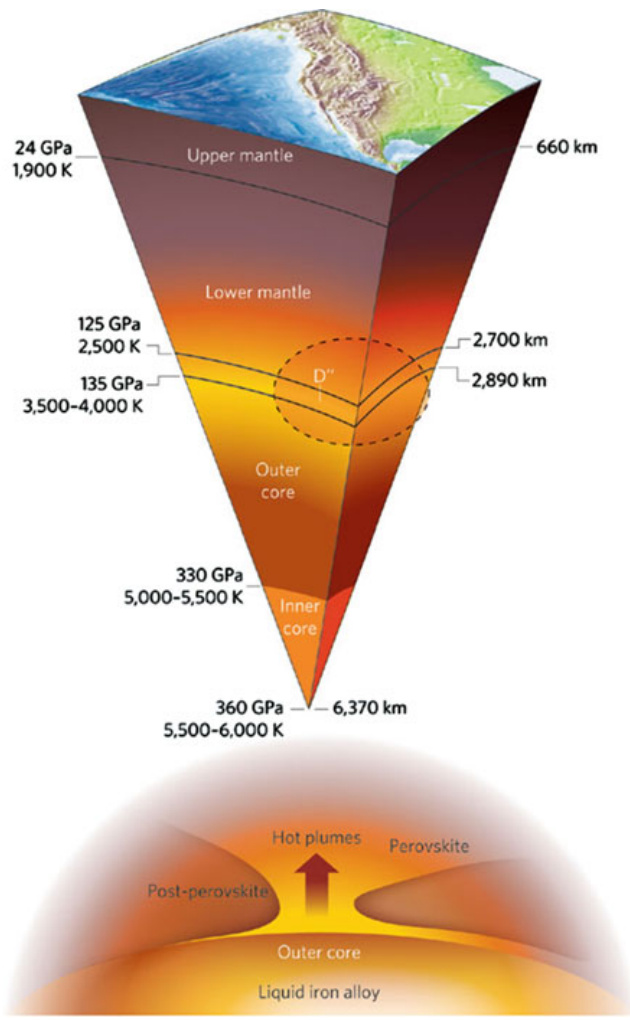 24 GPa
1,900 K
Upper mantle
660 km
Lower mantle
125 GPa
2,500 K
2,700 km
D″
135 GPa
3,500–4,000 K
2,890 km
Outer
core
330 GPa
5,000–5,500 K
Inner
core
360 GPa
5,500–6,000 K
6,370 km
Hot plumes
Perovskite
Post-perovskite
Outer core
Liquid iron alloy